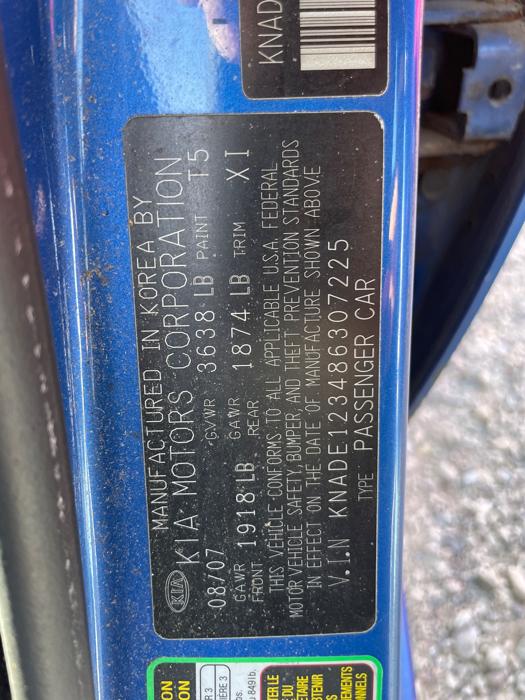 KNAD
MANUFACTURED IN KOREA BY
KIA KIA MOTORS CORPORATION
08/07 GVWR 3638 LB PAINT T5
GAWR FRONT 1918 LB GAWR REAR 1874 LB TRIM XI
THIS VEHICLE CONFORMS TO ALL APPLICABLE U.S.A. FEDERAL
MOTOR VEHICLE SAFETY, BUMPER, AND THEFT PREVENTION STANDARDS
IN EFFECT ON THE DATE OF MANUFACTURE SHOWN ABOVE
V.I.N KNADE123486307225
TYPE PASSENGER CAR